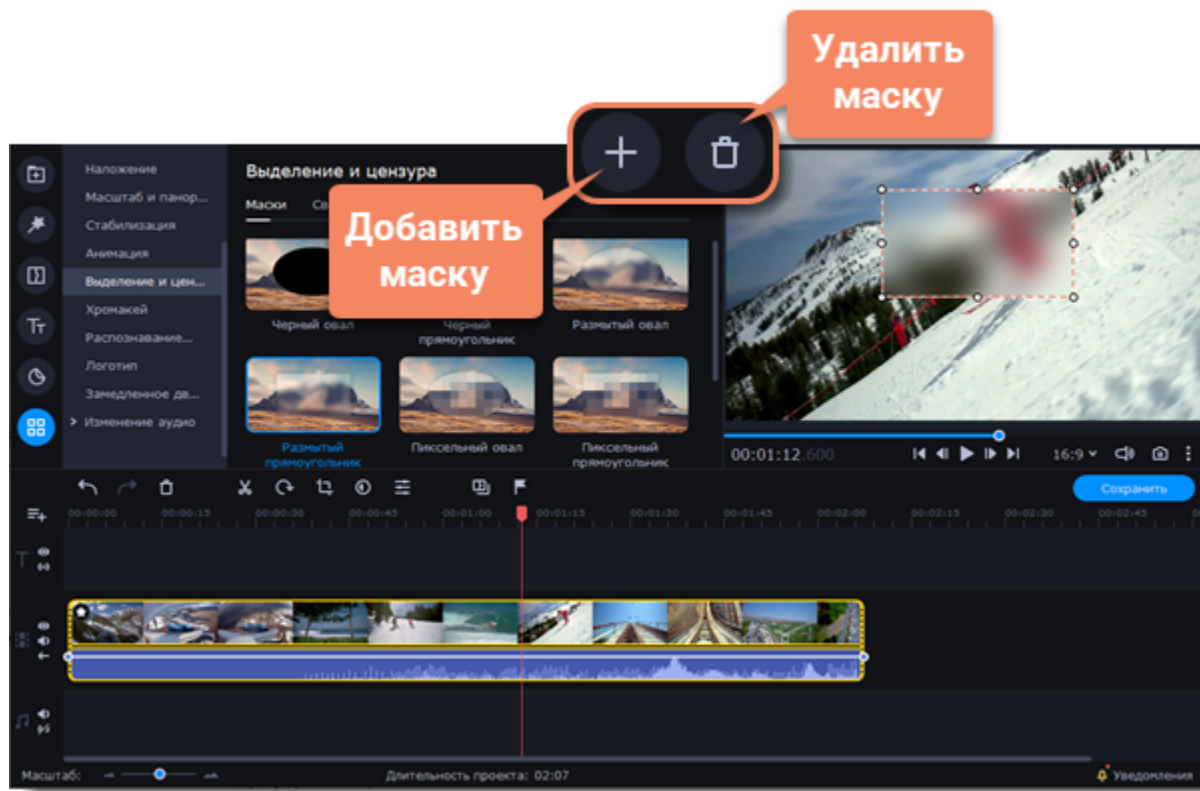 Удалить
маску
Добавить
маску
Наложение
Масштаб и панор...
Стабилизация
Анимация
Выделение и цен...
Хромакей
Распознавание...
Логотип
Замедленное дв...
Изменение аудио
Выделение и цензура
Маски
Св
Черный овал
Черный
прямоугольник
Размытый овал
Размытый
прямоугольник
Пиксельный овал
Пиксельный
прямоугольник
00:01:12.600
16:9
Сохранить
00:00:00 00:00:15 00:00:30 00:00:45 00:01:00 00:01:15 00:01:30 00:01:45 00:02:00 00:02:15 00:02:30 00:02:45
Масштаб:
Длительность проекта: 02:07
Уведомления